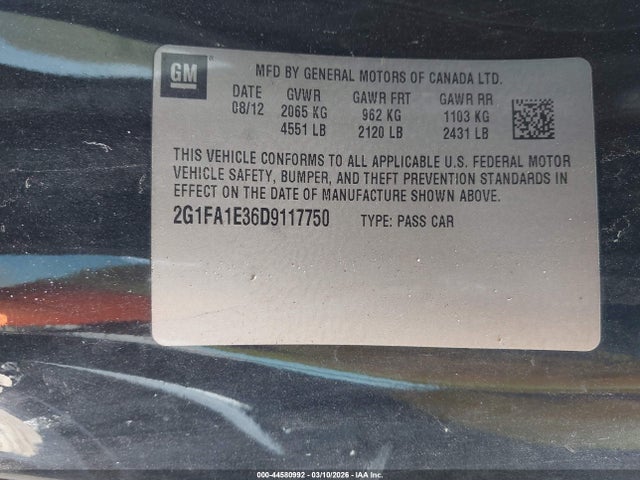 GM
MFD BY GENERAL MOTORS OF CANADA LTD.
DATE GVWR GAWR FRT GAWR RR
08/12 2065 KG 962 KG 1103 KG
4551 LB 2120 LB 2431 LB
THIS VEHICLE CONFORMS TO ALL APPLICABLE U.S. FEDERAL MOTOR
VEHICLE SAFETY, BUMPER, AND THEFT PREVENTION STANDARDS IN
EFFECT ON THE DATE OF MANUFACTURE SHOWN ABOVE.
2G1FA1E36D9117750 TYPE: PASS CAR
000-44580992 - 03/10/2026 - IAA Inc.